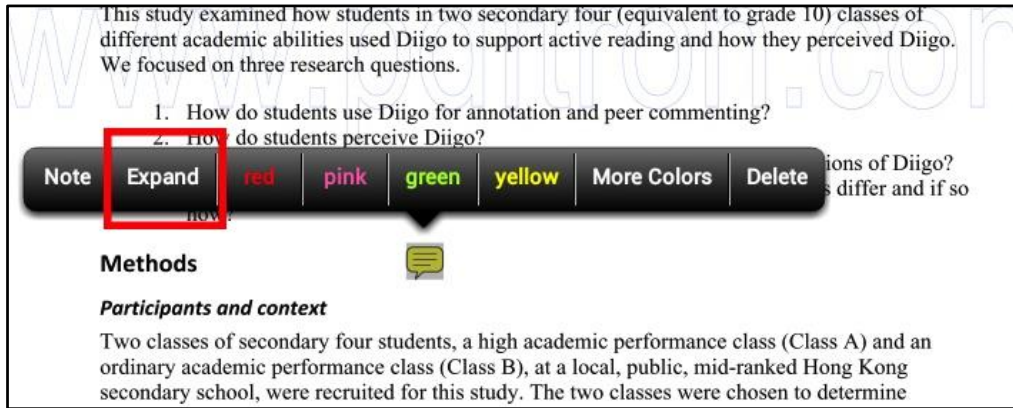 This study examined how students in two secondary four (equivalent to grade 10) classes of
different academic abilities used Diigo to support active reading and how they perceived Diigo.
We focused on three research questions.
1. How do students use Diigo for annotation and peer commenting?
2. How do students perceive Diigo?
ions of Diigo?
Note Expand red pink green yellow More Colors Delete
differ and if so
how?
Methods
Participants and context
Two classes of secondary four students, a high academic performance class (Class A) and an
ordinary academic performance class (Class B), at a local, public, mid-ranked Hong Kong
secondary school, were recruited for this study. The two classes were chosen to determine